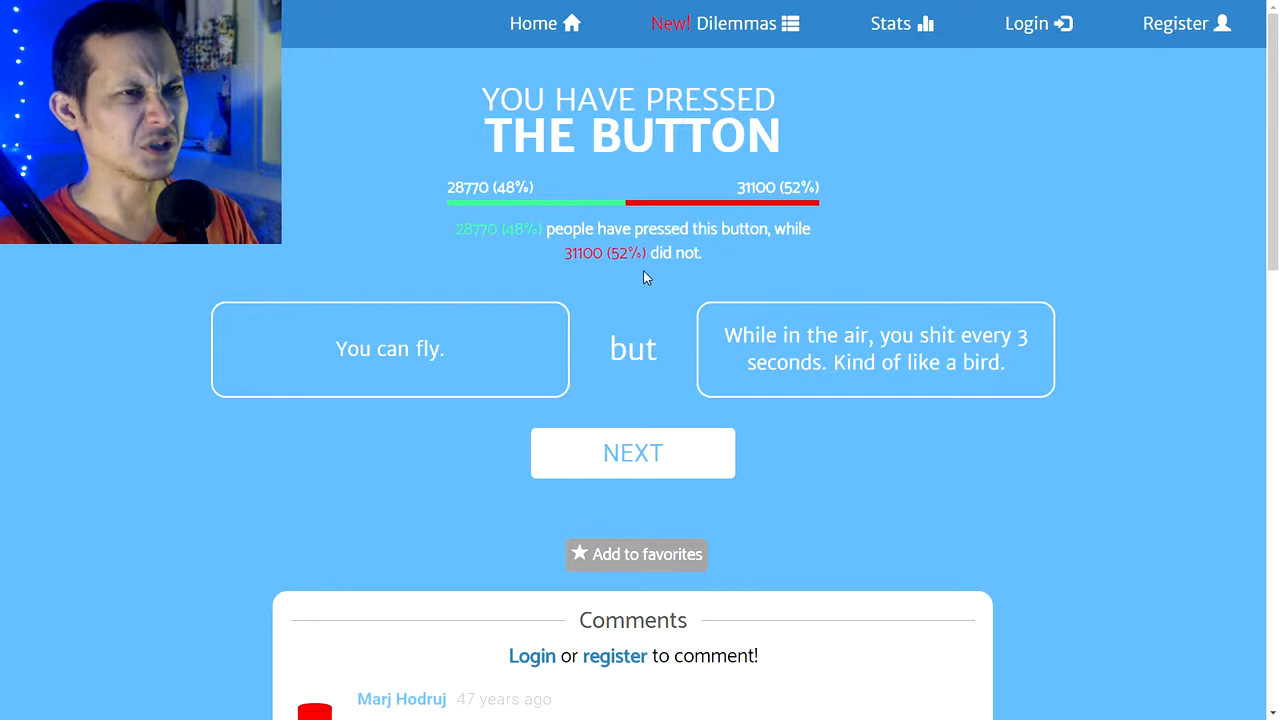 Home
New! Dilemmas
Stats
Login
Register
YOU HAVE PRESSED
THE BUTTON
28770 (48%)
31100 (52%)
28770 (48%) people have pressed this button, while
31100 (52%) did not.
You can fly.
but
While in the air, you shit every 3
seconds. Kind of like a bird.
NEXT
Add to favorites
Comments
Login or register to comment!
Marj Hodruj 47 years ago